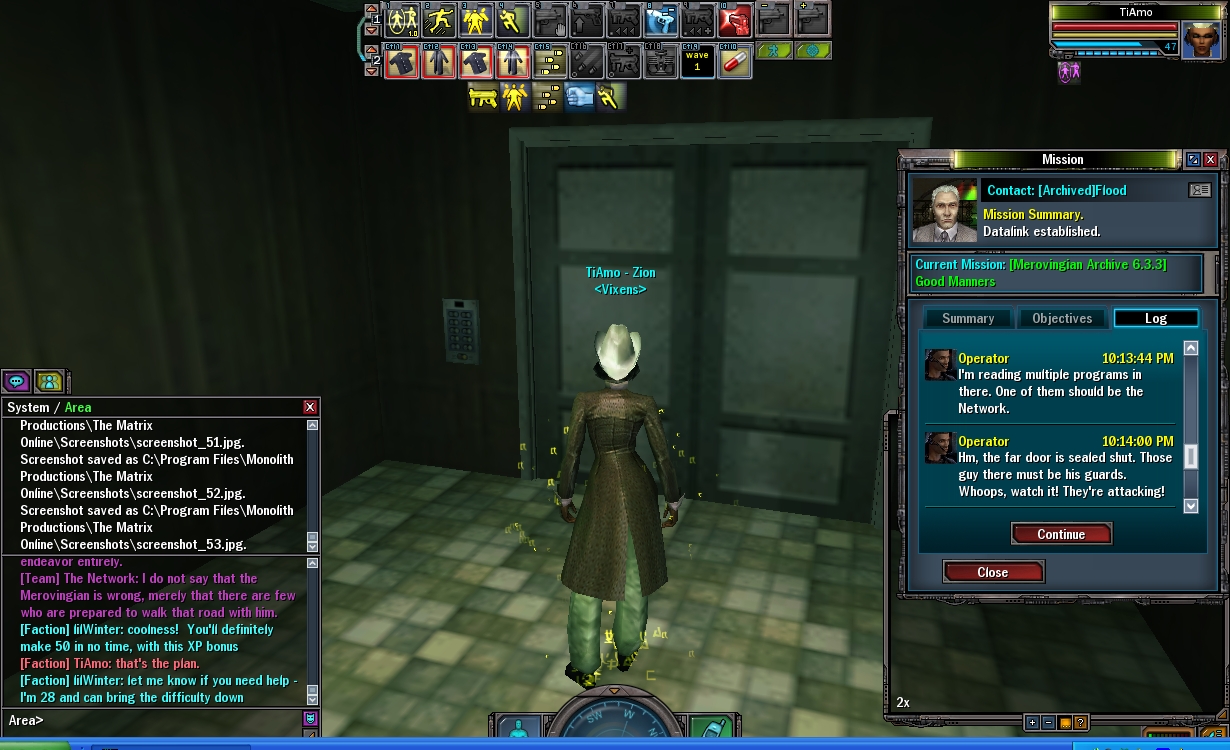 TiAmo
47
wave
1
Mission
Contact: [Archived]Flood
Mission Summary.
Datalink established.
Current Mission: [Merovingian Archive 6.3.3]
Good Manners
Summary
Objectives
Log
Operator 10:13:44 PM
I'm reading multiple programs in
there. One of them should be the
Network.
Operator 10:14:00 PM
Hm, the far door is sealed shut. Those
guy there must be his guards.
Whoops, watch it! They're attacking!
Continue
Close
2x
TiAmo - Zion
<Vixens>
System / Area
Productions\The Matrix
Online\Screenshots\screenshot_51.jpg.
Screenshot saved as C:\Program Files\Monolith
Productions\The Matrix
Online\Screenshots\screenshot_52.jpg.
Screenshot saved as C:\Program Files\Monolith
Productions\The Matrix
Online\Screenshots\screenshot_53.jpg.
endeavor entirely.
[Team] The Network: I do not say that the
Merovingian is wrong, merely that there are few
who are prepared to walk that road with him.
[Faction] lilWinter: coolness! You'll definitely
make 50 in no time, with this XP bonus
[Faction] TiAmo: that's the plan.
[Faction] lilWinter: let me know if you need help -
I'm 28 and can bring the difficulty down
Area>
SW W